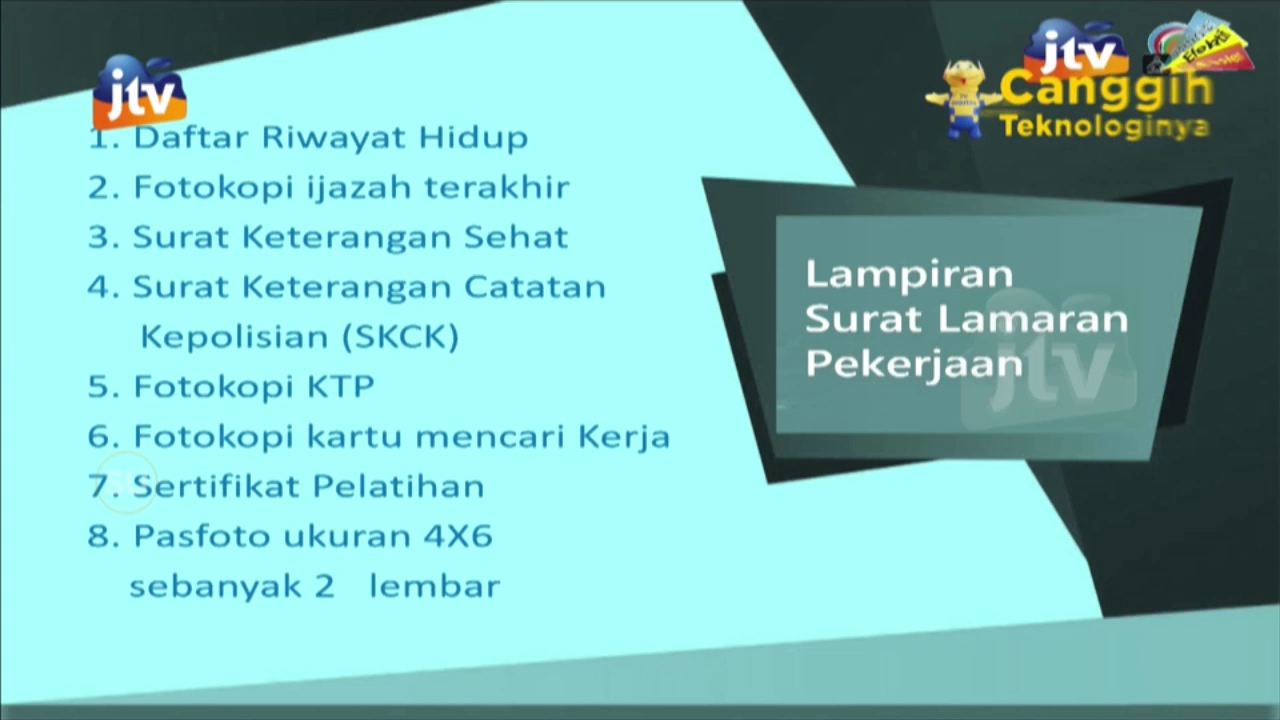 jtv
jtv
Canggih
Teknologinya
1. Daftar Riwayat Hidup
2. Fotokopi ijazah terakhir
3. Surat Keterangan Sehat
4. Surat Keterangan Catatan
Kepolisian (SKCK)
5. Fotokopi KTP
6. Fotokopi kartu mencari Kerja
7. Sertifikat Pelatihan
8. Pasfoto ukuran 4X6
sebanyak 2 lembar
Lampiran
Surat Lamaran
Pekerjaan
jtv